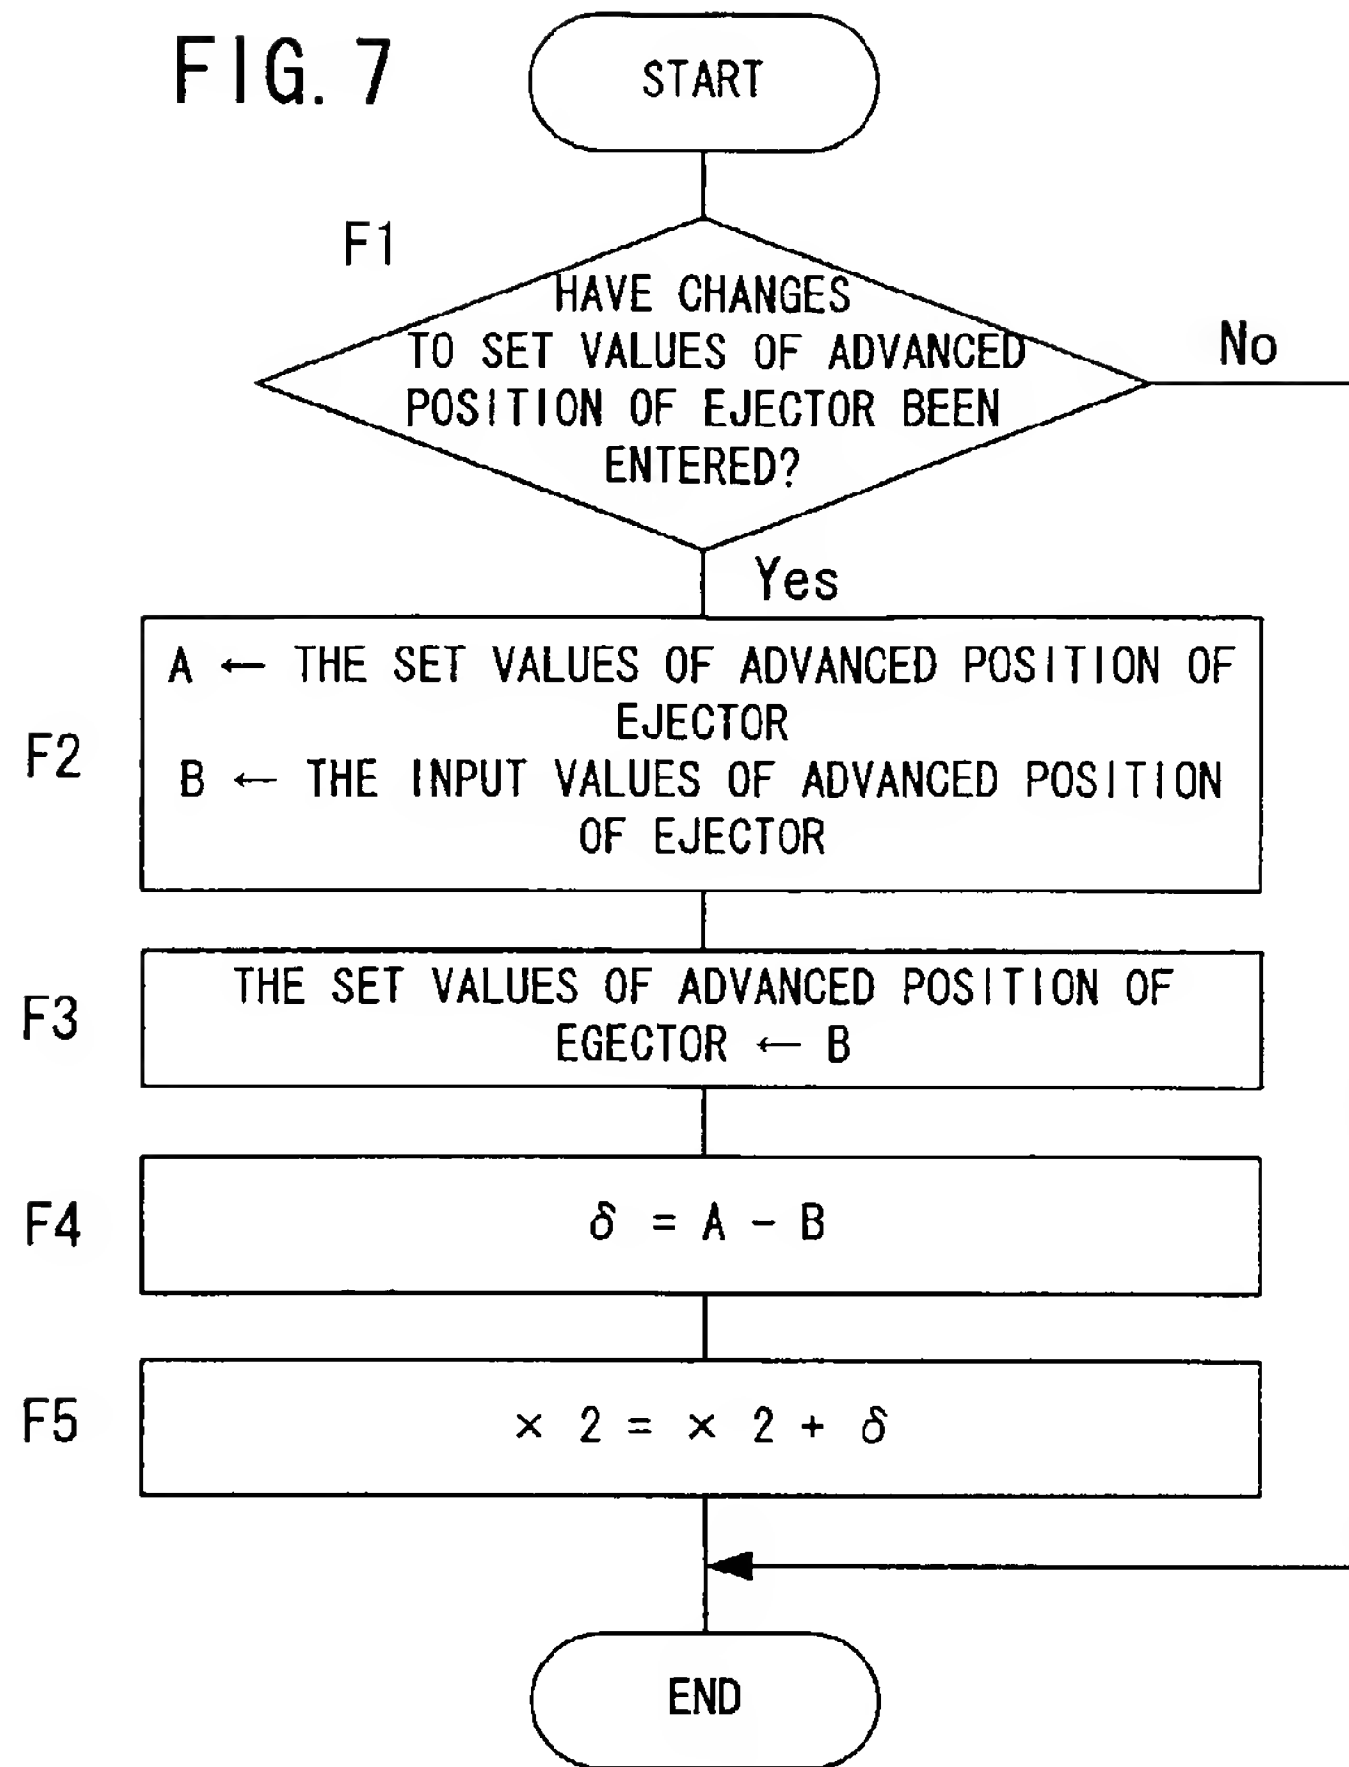 FIG. 7
START
F1
HAVE CHANGES
TO SET VALUES OF ADVANCED
POSITION OF EJECTOR BEEN
ENTERED?
No
Yes
F2
A ← THE SET VALUES OF ADVANCED POSITION OF
EJECTOR
B ← THE INPUT VALUES OF ADVANCED POSITION
OF EJECTOR
F3
THE SET VALUES OF ADVANCED POSITION OF
EGECTOR ← B
F4
δ = A - B
F5
× 2 = × 2 + δ
END